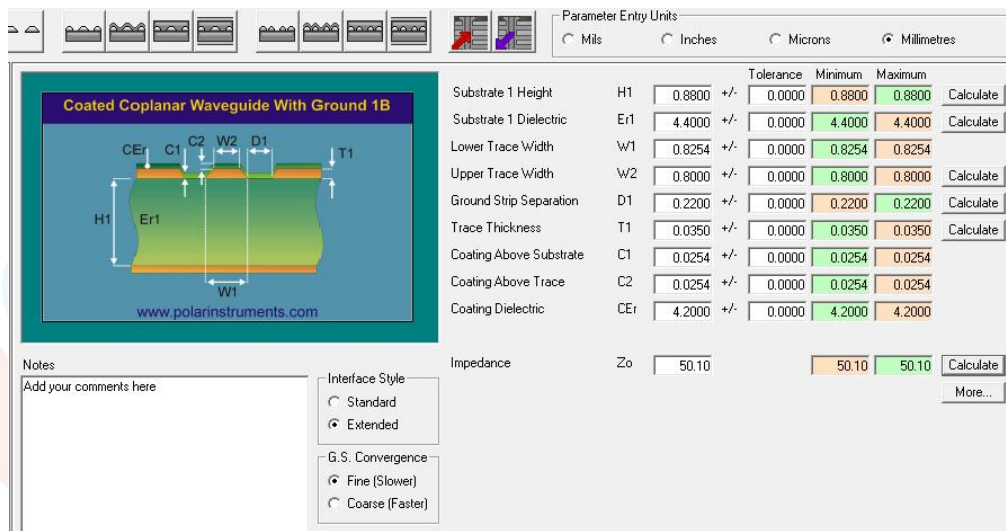 Parameter Entry Units
Mils Inches Microns Millimetres
Coated Coplanar Waveguide With Ground 1B
CEr C1 C2 W2 D1 T1
H1 Er1
W1
www.polarinstruments.com
Tolerance Minimum Maximum
Substrate 1 Height H1 0.8800 +/- 0.0000 0.8800 0.8800 Calculate
Substrate 1 Dielectric Er1 4.4000 +/- 0.0000 4.4000 4.4000 Calculate
Lower Trace Width W1 0.8254 +/- 0.0000 0.8254 0.8254
Upper Trace Width W2 0.8000 +/- 0.0000 0.8000 0.8000 Calculate
Ground Strip Separation D1 0.2200 +/- 0.0000 0.2200 0.2200 Calculate
Trace Thickness T1 0.0350 +/- 0.0000 0.0350 0.0350 Calculate
Coating Above Substrate C1 0.0254 +/- 0.0000 0.0254 0.0254
Coating Above Trace C2 0.0254 +/- 0.0000 0.0254 0.0254
Coating Dielectric CEr 4.2000 +/- 0.0000 4.2000 4.2000
Impedance Zo 50.10 50.10 50.10 Calculate
More...
Notes
Add your comments here
Interface Style
Standard
Extended
G.S. Convergence
Fine (Slower)
Coarse (Faster)